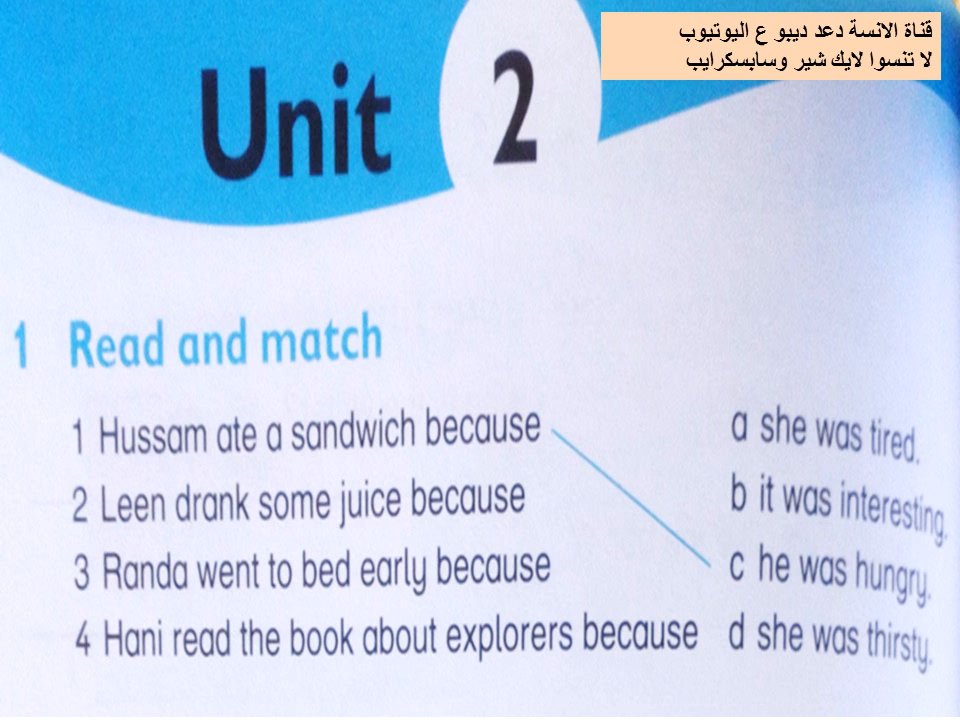 قناة الانسة دعد ديبو ع اليوتيوب
لا تنسوا لايك شير وسابسكرايب
Unit 2
1 Read and match
1 Hussam ate a sandwich because
a she was tired.
2 Leen drank some juice because
b it was interesting.
3 Randa went to bed early because
c he was hungry.
4 Hani read the book about explorers because
d she was thirsty.